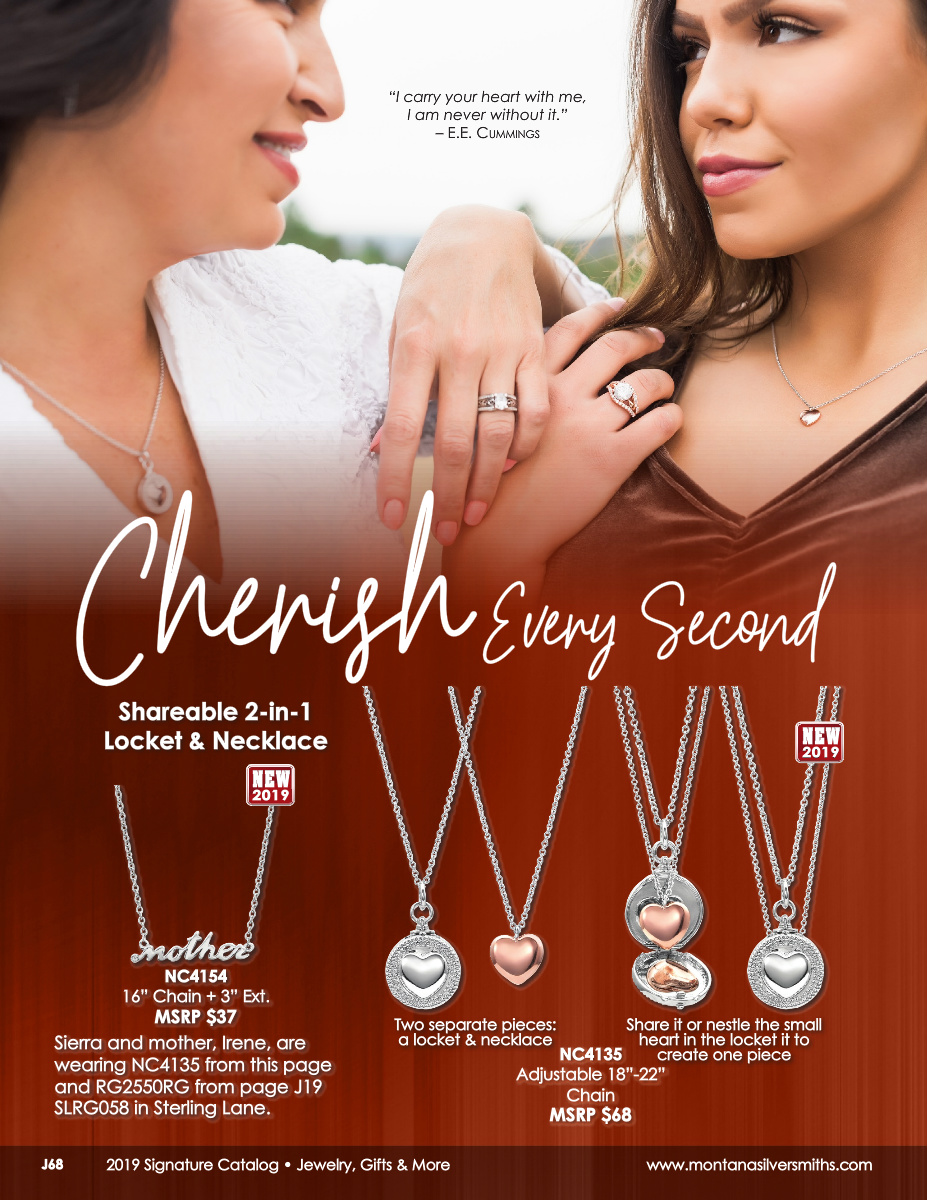 “I carry your heart with me,
I am never without it.”
– E.E. Cummings
Cherish Every Second
Shareable 2-in-1
Locket & Necklace
NEW
2019
NEW
2019
mother
NC4154
16” Chain + 3” Ext.
MSRP $37
Sierra and mother, Irene, are
wearing NC4135 from this page
and RG2550RG from page J19
SLRG058 in Sterling Lane.
Two separate pieces:
a locket & necklace
Share it or nestle the small
heart in the locket it to
create one piece
NC4135
Adjustable 18”-22”
Chain
MSRP $68
J68
2019 Signature Catalog • Jewelry, Gifts & More
www.montanasilversmiths.com